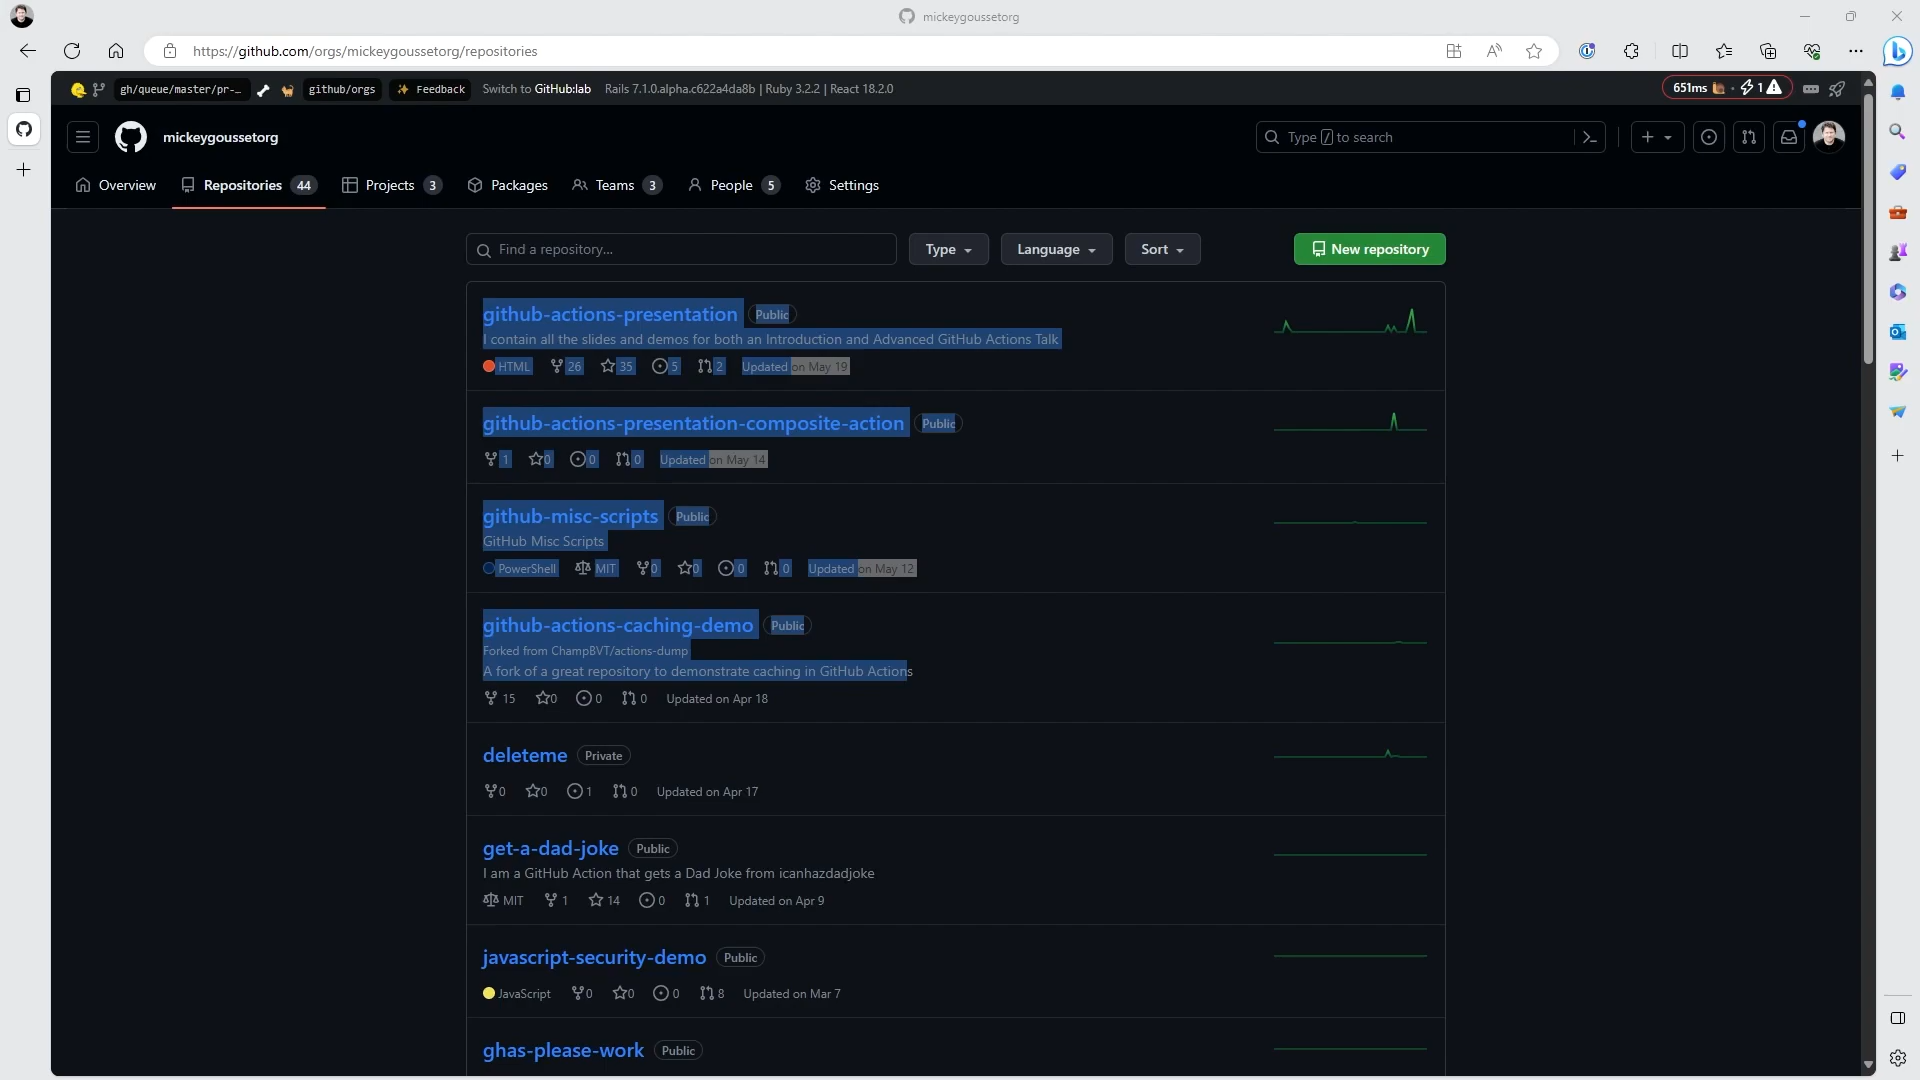 mickeygoussetorg
https://github.com/orgs/mickeygoussetorg/repositories
gh/queue/master/pr-… github/orgs Feedback Switch to GitHub:lab Rails 7.1.0.alpha.c622a4da8b | Ruby 3.2.2 | React 18.2.0 651ms · 1
mickeygoussetorg Type / to search
Overview Repositories 44 Projects 3 Packages Teams 3 People 5 Settings
Find a repository... Type Language Sort New repository
github-actions-presentation Public
I contain all the slides and demos for both an Introduction and Advanced GitHub Actions Talk
HTML 26 35 5 2 Updated on May 19
github-actions-presentation-composite-action Public
1 0 0 0 Updated on May 14
github-misc-scripts Public
GitHub Misc Scripts
PowerShell MIT 0 0 0 0 Updated on May 12
github-actions-caching-demo Public
Forked from ChampBVT/actions-dump
A fork of a great repository to demonstrate caching in GitHub Actions
15 0 0 0 Updated on Apr 18
deleteme Private
0 0 1 0 Updated on Apr 17
get-a-dad-joke Public
I am a GitHub Action that gets a Dad Joke from icanhazdadjoke
MIT 1 14 0 1 Updated on Apr 9
javascript-security-demo Public
JavaScript 0 0 0 8 Updated on Mar 7
ghas-please-work Public